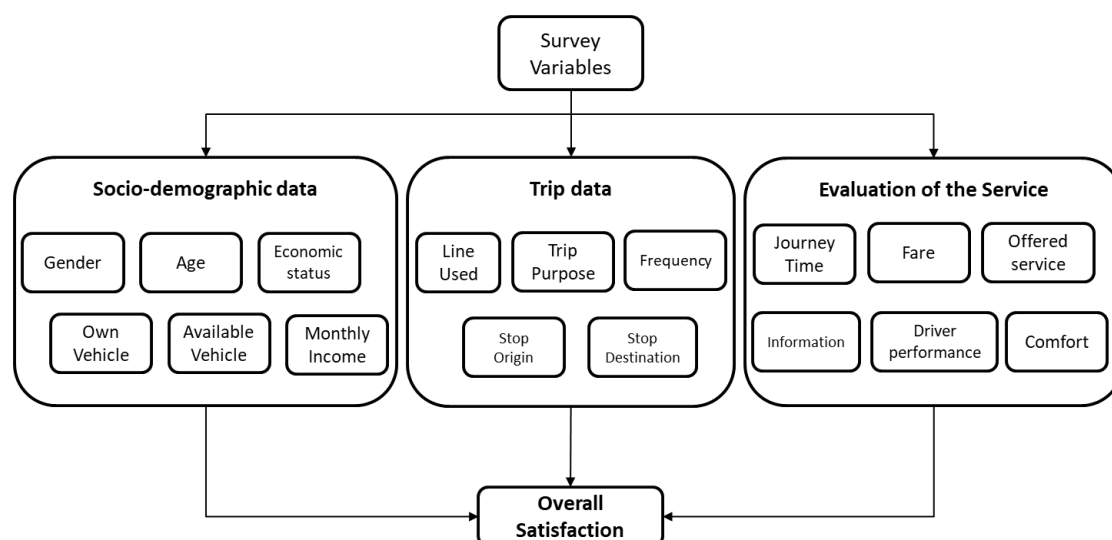 Survey
Variables
Socio-demographic data
Trip data
Evaluation of the Service
Gender
Age
Economic
status
Own
Vehicle
Available
Vehicle
Monthly
Income
Line
Used
Trip
Purpose
Frequency
Stop
Origin
Stop
Destination
Journey
Time
Fare
Offered
service
Information
Driver
performance
Comfort
Overall
Satisfaction